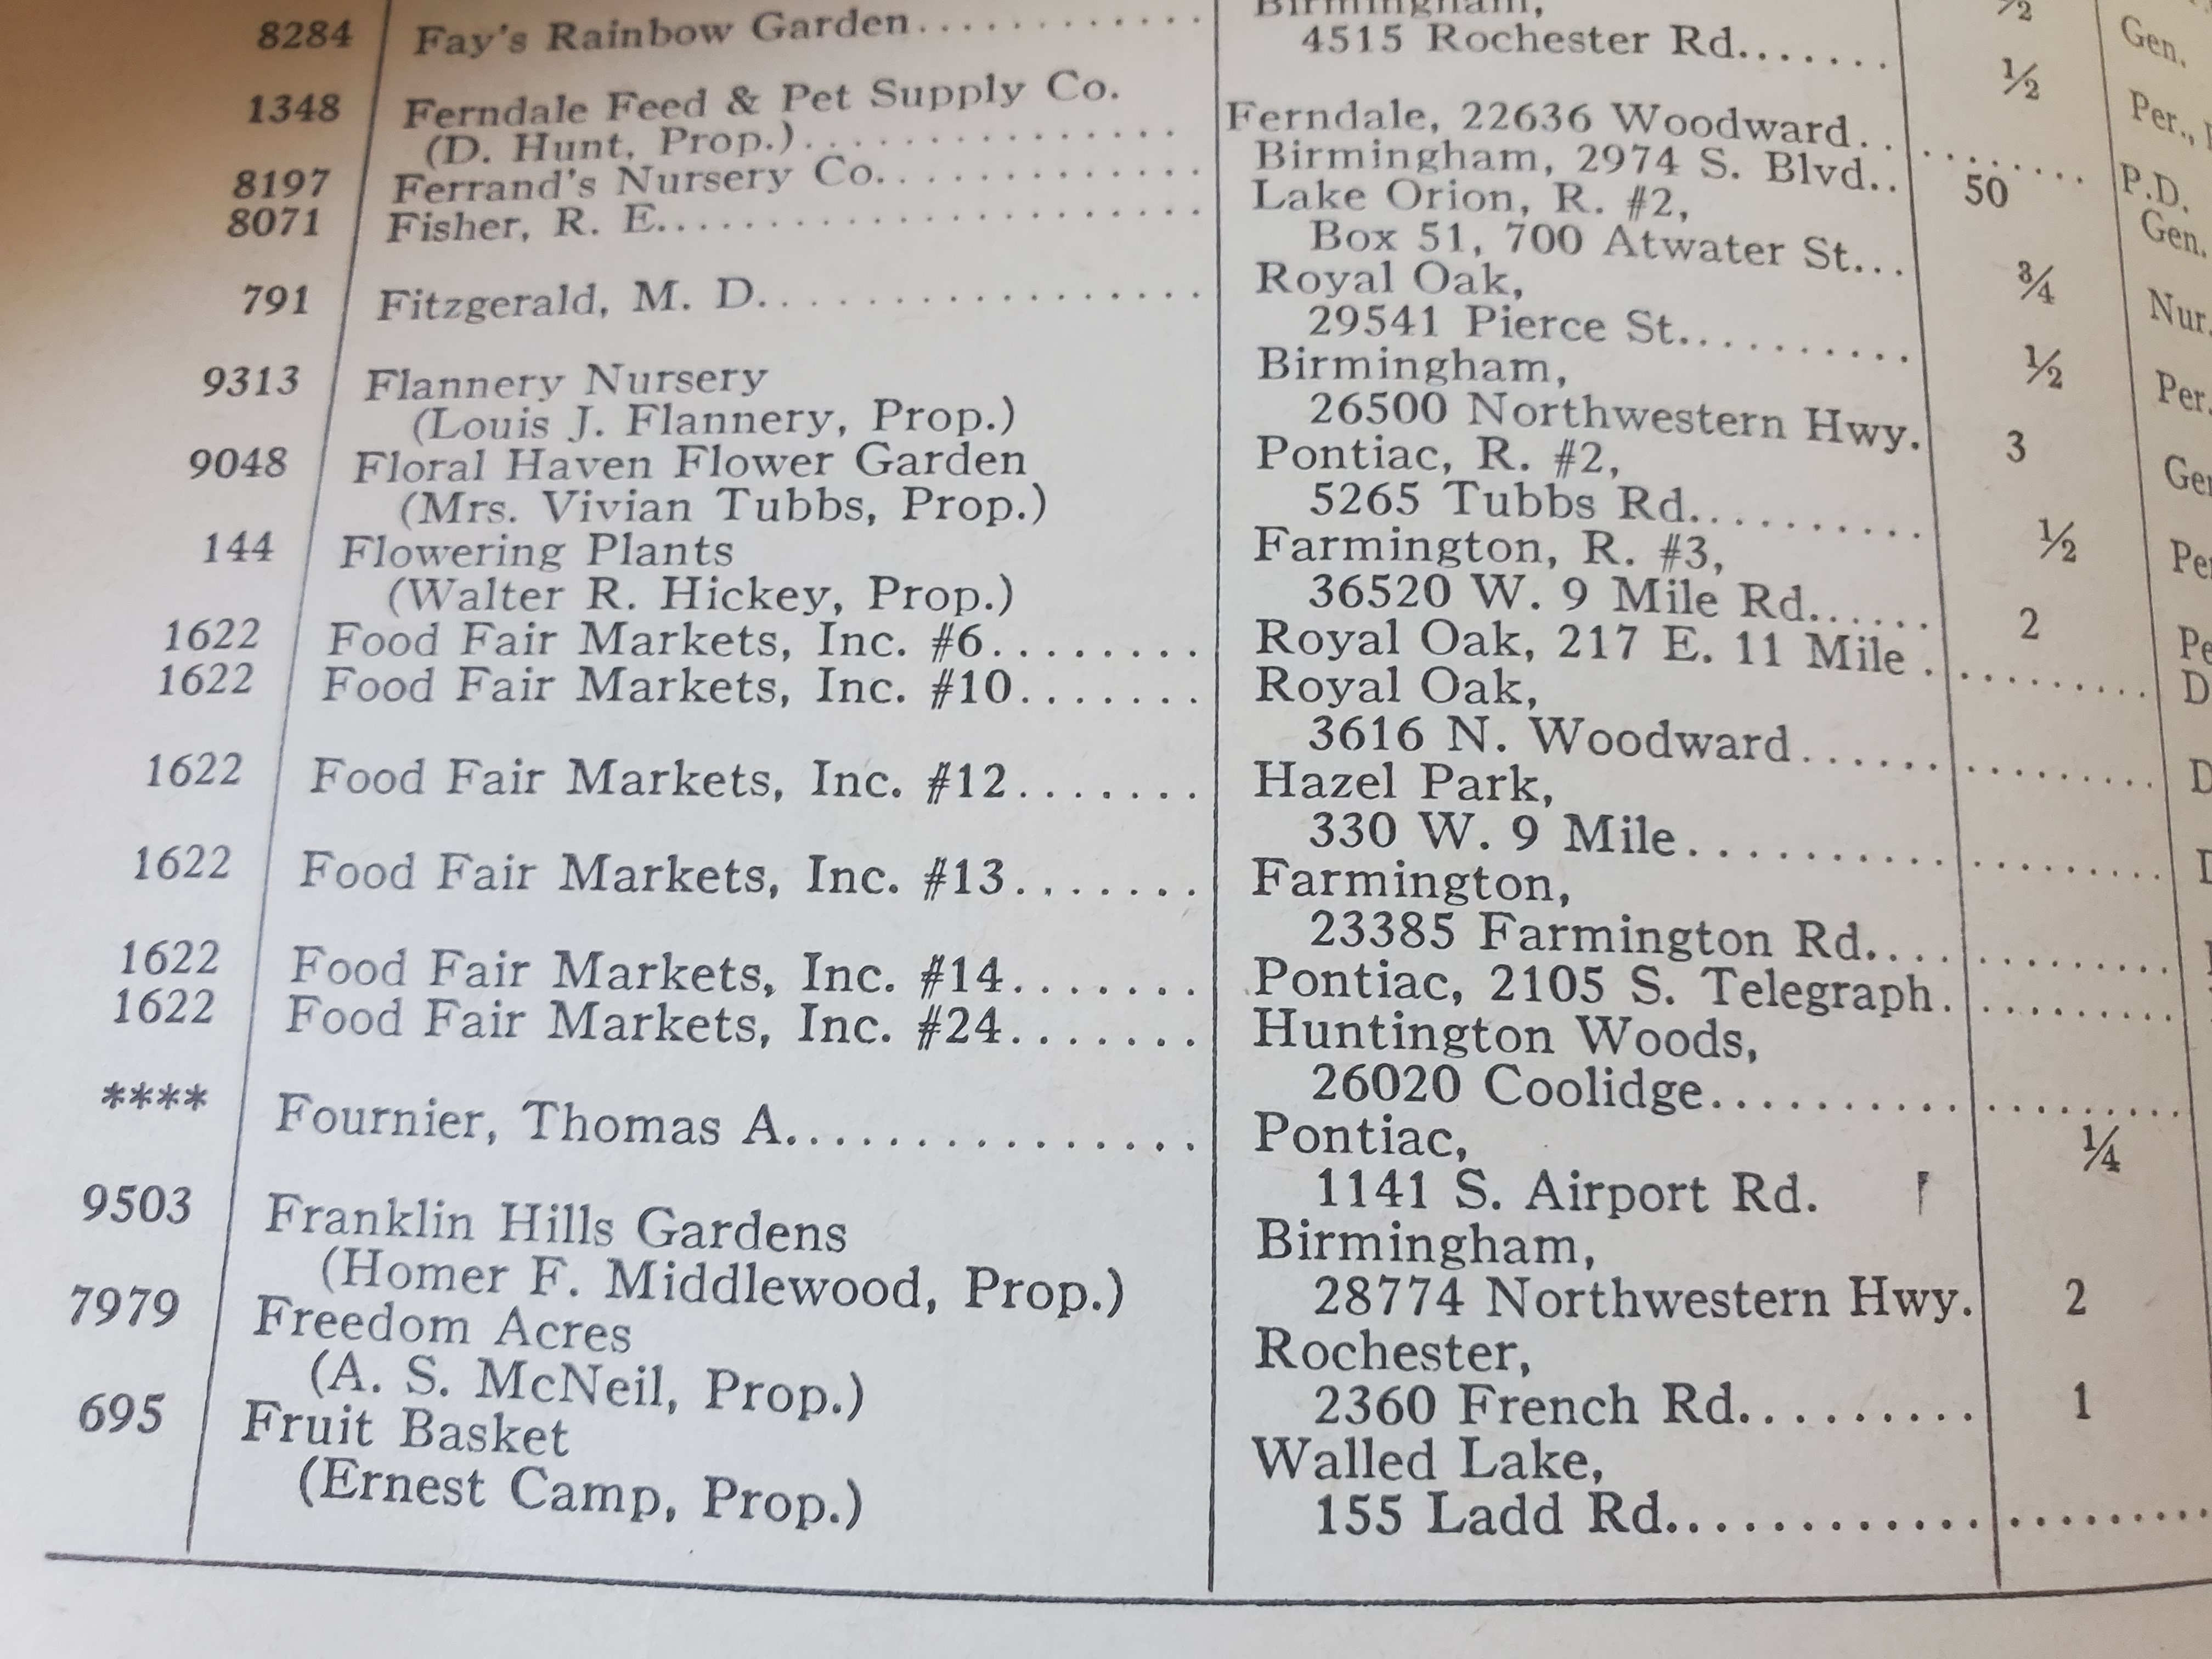 8284 Fay's Rainbow Garden........... Birmingham, ½
4515 Rochester Rd....... ½ Gen.
1348 Ferndale Feed & Pet Supply Co.
(D. Hunt, Prop.).............. Ferndale, 22636 Woodward........ Per.,
8197 Ferrand's Nursery Co............. Birmingham, 2974 S. Blvd.. 50 P.D.
8071 Fisher, R. E..................... Lake Orion, R. #2, Gen.
Box 51, 700 Atwater St... ¾
791 Fitzgerald, M. D................. Royal Oak, Nur.
29541 Pierce St........... ½
9313 Flannery Nursery Birmingham, Per.
(Louis J. Flannery, Prop.) 26500 Northwestern Hwy. 3
9048 Floral Haven Flower Garden Pontiac, R. #2,
(Mrs. Vivian Tubbs, Prop.) 5265 Tubbs Rd........... ½
144 Flowering Plants Farmington, R. #3,
(Walter R. Hickey, Prop.) 36520 W. 9 Mile Rd...... 2
1622 Food Fair Markets, Inc. #6........ Royal Oak, 217 E. 11 Mile ..........
1622 Food Fair Markets, Inc. #10....... Royal Oak,
3616 N. Woodward................
1622 Food Fair Markets, Inc. #12....... Hazel Park,
330 W. 9 Mile....................
1622 Food Fair Markets, Inc. #13....... Farmington,
23385 Farmington Rd.............
1622 Food Fair Markets, Inc. #14....... Pontiac, 2105 S. Telegraph..........
1622 Food Fair Markets, Inc. #24....... Huntington Woods,
26020 Coolidge...................
**** Fournier, Thomas A................ Pontiac, ¼
1141 S. Airport Rd.
9503 Franklin Hills Gardens Birmingham,
(Homer F. Middlewood, Prop.) 28774 Northwestern Hwy. 2
7979 Freedom Acres Rochester,
(A. S. McNeil, Prop.) 2360 French Rd.......... 1
695 Fruit Basket Walled Lake,
(Ernest Camp, Prop.) 155 Ladd Rd......................